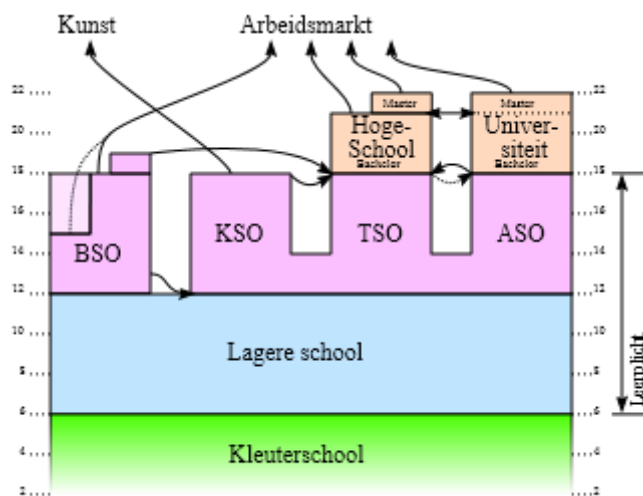 Kunst
Arbeidsmarkt
22
22
Master
Master
20
20
Hoge-
School
Bachelor
Univer-
siteit
Bachelor
18
18
16
16
BSO
KSO
TSO
ASO
14
14
12
12
10
10
Lagere school
8
8
6
6
Leerplicht
Kleuterschool
4
4
2
2